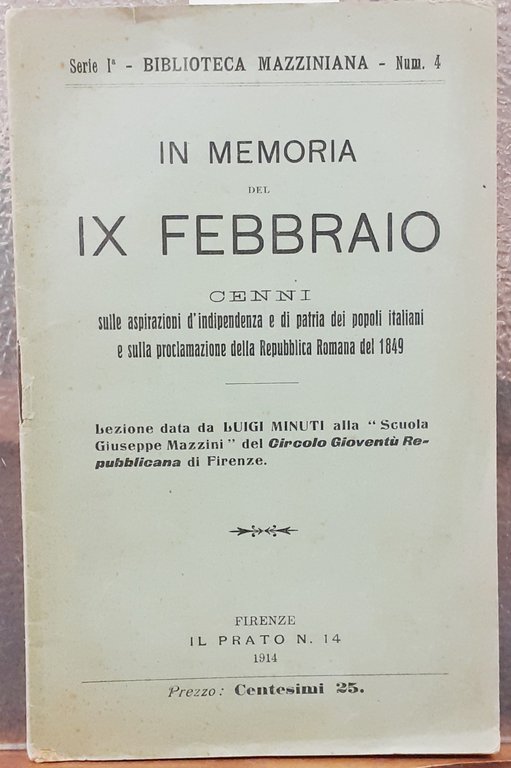 Serie Iª - BIBLIOTECA MAZZINIANA - Num. 4
IN MEMORIA
DEL
IX FEBBRAIO
CENNI
sulle aspirazioni d'indipendenza e di patria dei popoli italiani
e sulla proclamazione della Repubblica Romana del 1849
Lezione data da LUIGI MINUTI alla "Scuola
Giuseppe Mazzini" del Circolo Gioventù Re-
pubblicana di Firenze.
FIRENZE
IL PRATO N. 14
1914
Prezzo: Centesimi 25.